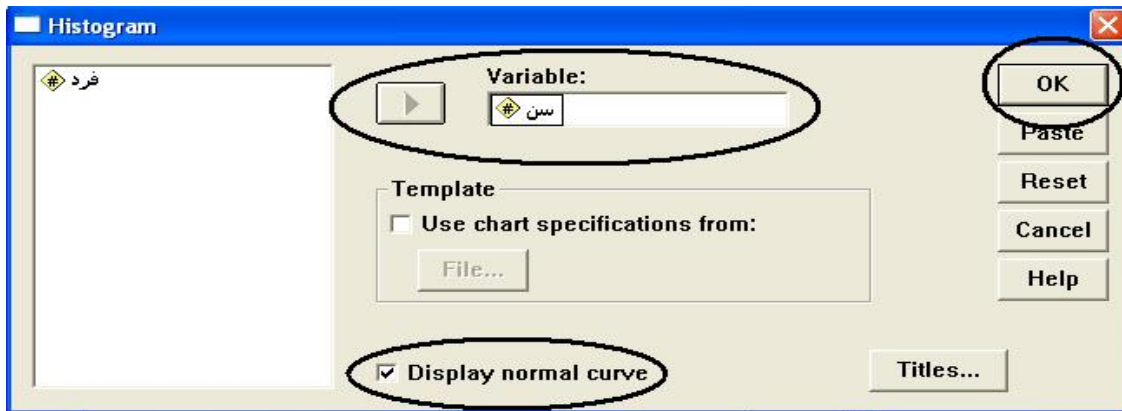 Histogram
فرد
Variable:
سن
OK
Paste
Template
Reset
Use chart specifications from:
Cancel
File...
Help
Display normal curve
Titles...